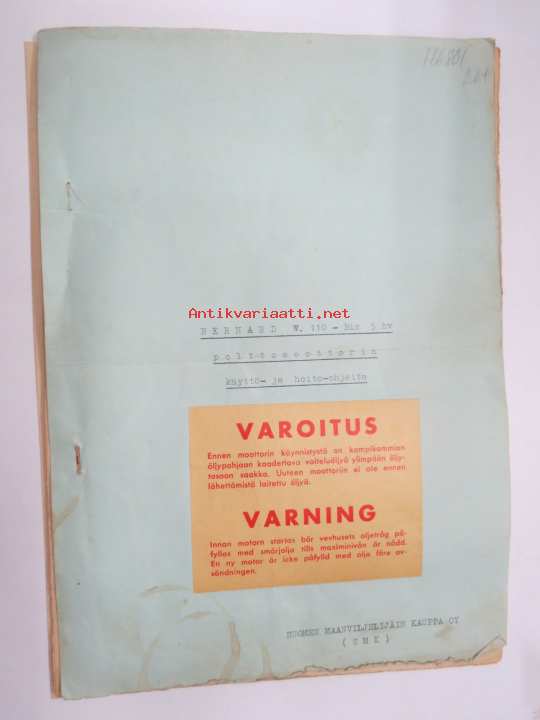 126801
Antikvariaatti.net
BERNARD W. 110 - Bis 5 hv
polttomoottorin
käyttö- ja hoito-ohjeita
VAROITUS
Ennen moottorin käynnistystä on kampikammion
öljypohjaan kaadettava voiteluöljyä ylimpään öljy-
tasoon saakka. Uuteen moottoriin ei ole ennen
lähettämistä laitettu öljyä.
VARNING
Innan motorn startas bör vevhusets oljetråg på-
fyllas med smörjolja tills maximinivån är nådd.
En ny motor är icke påfylld med olja före av-
sändningen.
SUOMEN MAANVILJELIJÄIN KAUPPA OY
( S M K )